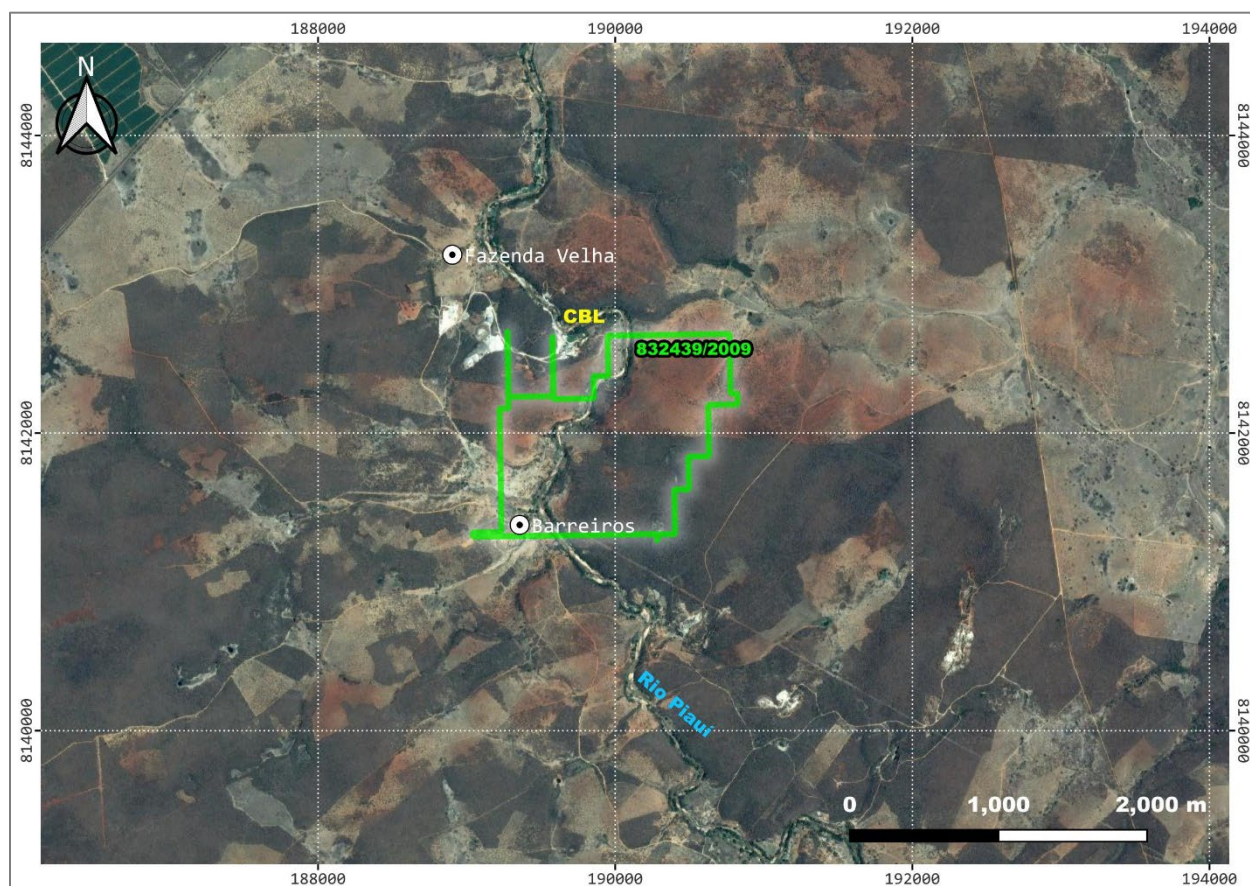 188000 190000 192000 194000
N
8144000 8144000
Fazenda Velha
CBL
832439/2009
8142000 8142000
Barreiros
Rio Piauí
8140000 8140000
0 1,000 2,000 m
188000 190000 192000 194000